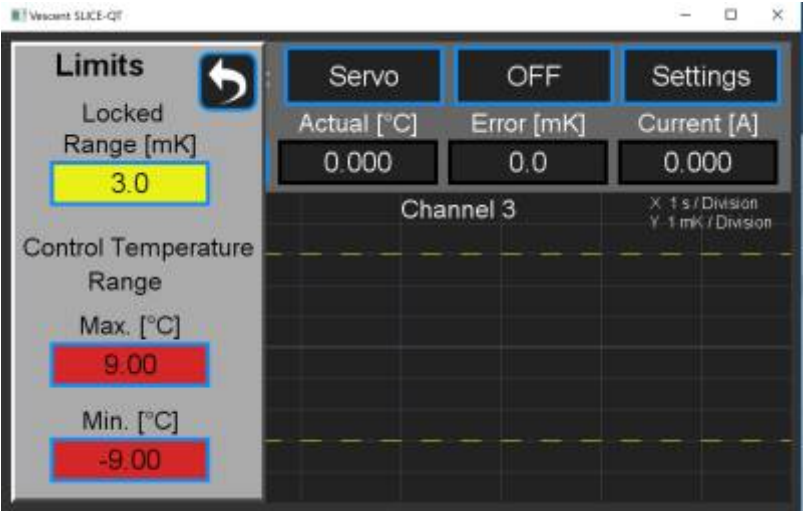 Vescent SLICE-QT
Limits
Locked
Range [mK]
3.0
Control Temperature
Range
Max. [°C]
9.00
Min. [°C]
-9.00
Servo
OFF
Settings
Actual [°C]
Error [mK]
Current [A]
0.000
0.0
0.000
Channel 3
X 1 s / Division
Y 1 mK / Division